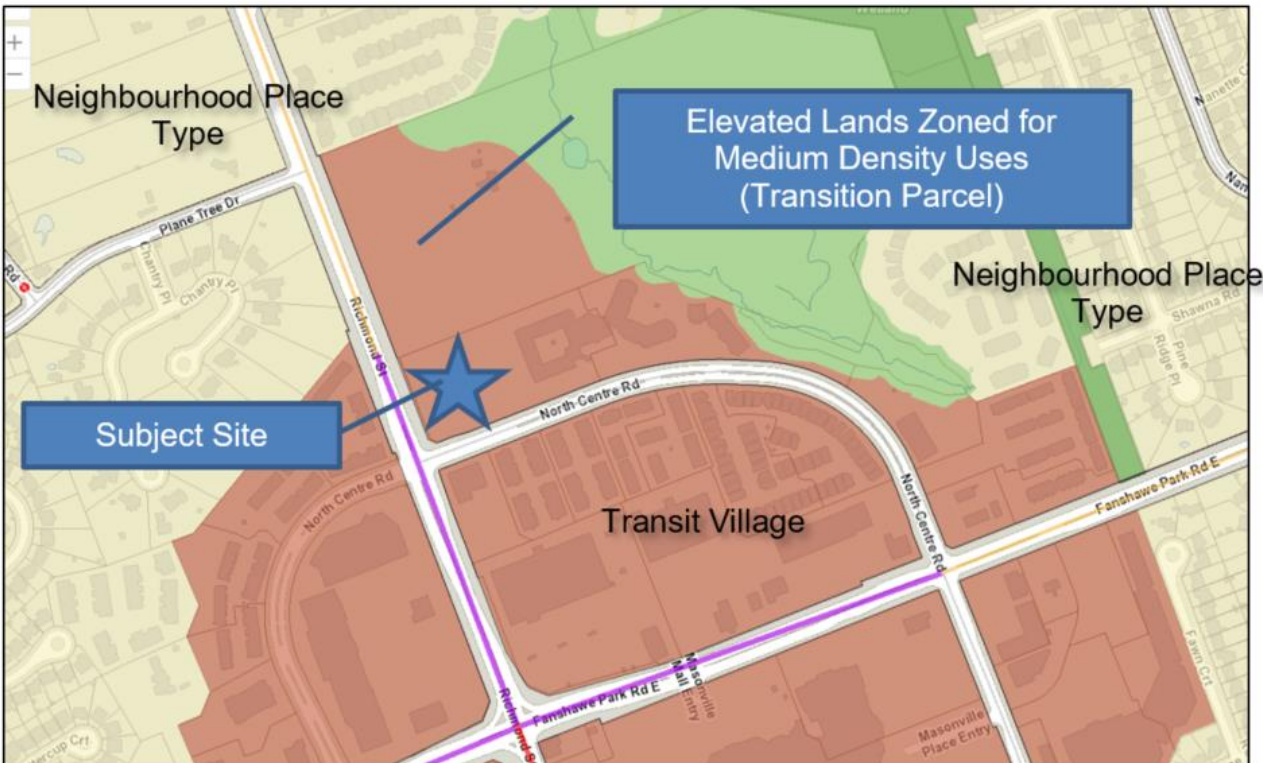 +
−
Neighbourhood Place
Type
Elevated Lands Zoned for
Medium Density Uses
(Transition Parcel)
Plane Tree Dr
Chantry Pl
Chantry Pl
Rd
Neighbourhood Place
Type
Shawna Rd
Pine
Ridge Pl
Richmond St
Subject Site
North Centre Rd
North Centre Rd
Transit Village
North Centre Rd
Fanshawe Park Rd E
Fanshawe Park Rd E
Masonville
Mall Entry
Richmond S
Fawn Crt
Masonville
Place Entry